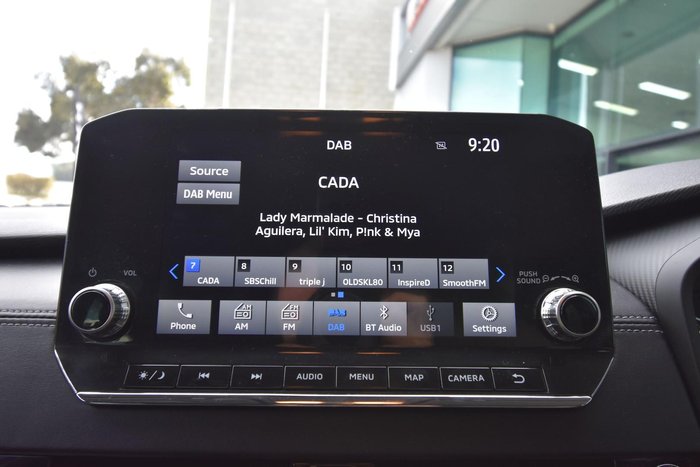 DAB
9:20
Source
DAB Menu
CADA
Lady Marmalade - Christina
Aguilera, Lil' Kim, P!nk & Mya
7 8 9 10 11 12
CADA SBSChill triple j OLDSKL80 InspireD SmoothFM
VOL
PUSH
SOUND
Phone AM FM DAB BT Audio USB1 Settings
AUDIO MENU MAP CAMERA